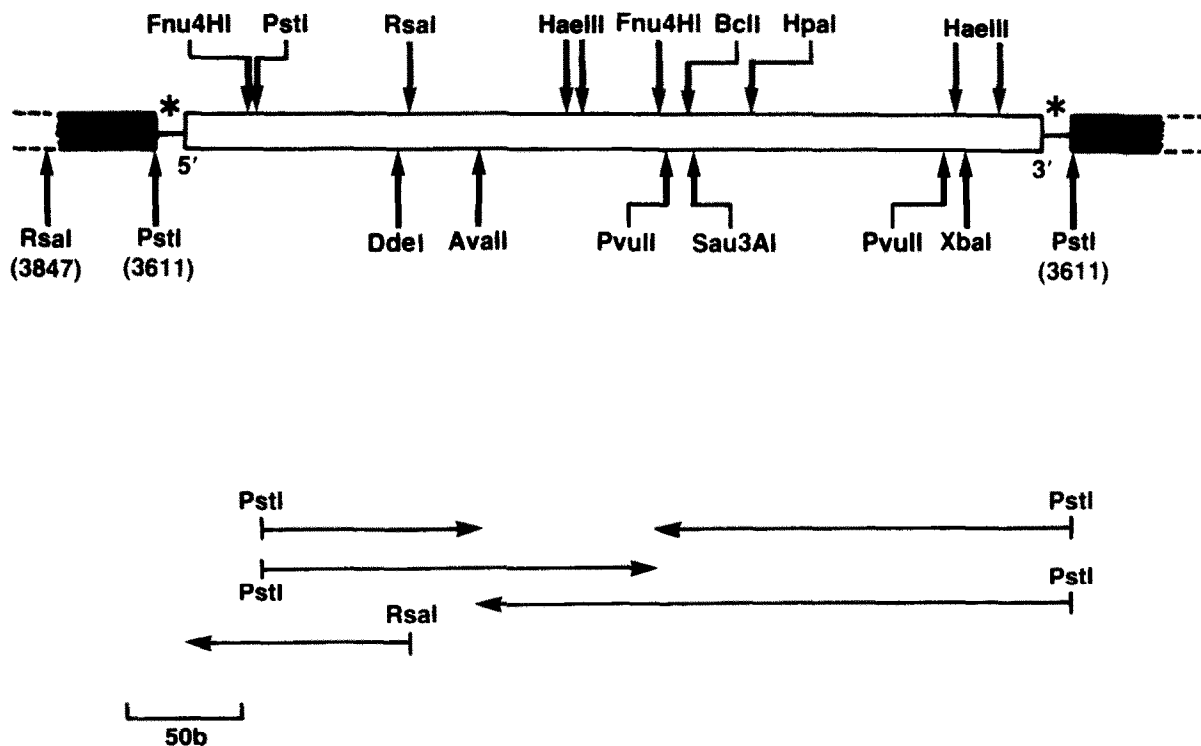 Fnu4HI PstI RsaI HaeIII Fnu4HI BclI HpaI HaeIII
* *
5' 3'
RsaI PstI DdeI AvaII PvuII Sau3AI PvuII XbaI PstI
(3847) (3611) (3611)
PstI PstI
PstI PstI
RsaI
50b